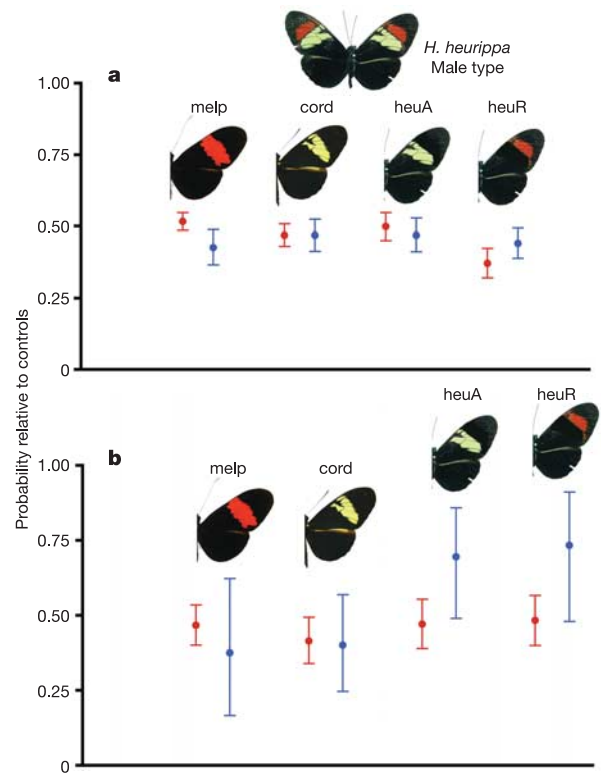 H. heurippa
Male type
a
1.00
melp
cord
heuA
heuR
0.75
0.50
0.25
0
Probability relative to controls
heuA
heuR
b
1.00
melp
cord
0.75
0.50
0.25
0